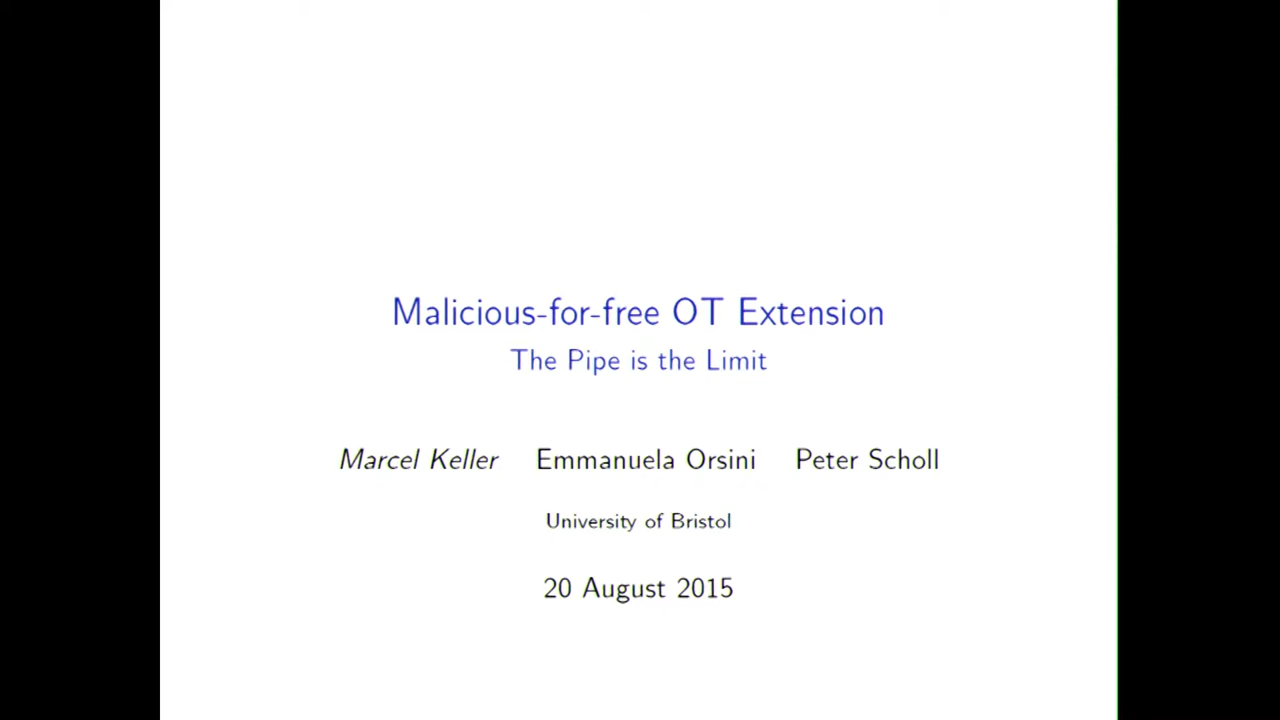 Malicious-for-free OT Extension
The Pipe is the Limit
Marcel Keller Emmanuela Orsini Peter Scholl
University of Bristol
20 August 2015